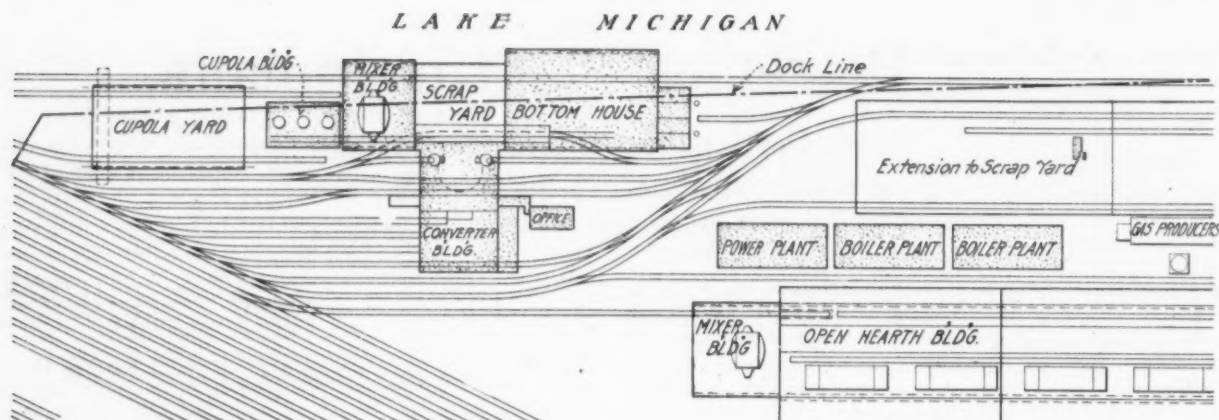 LAKE MICHIGAN
CUPOLA BLDG
MIXER
BLDG.
SCRAP
YARD
BOTTOM HOUSE
Dock Line
CUPOLA YARD
Extension to Scrap Yard
OFFICE
CONVERTER
BLDG.
POWER PLANT
BOILER PLANT
BOILER PLANT
GAS PRODUCERS
MIXER
BLDG
OPEN HEARTH BLDG.